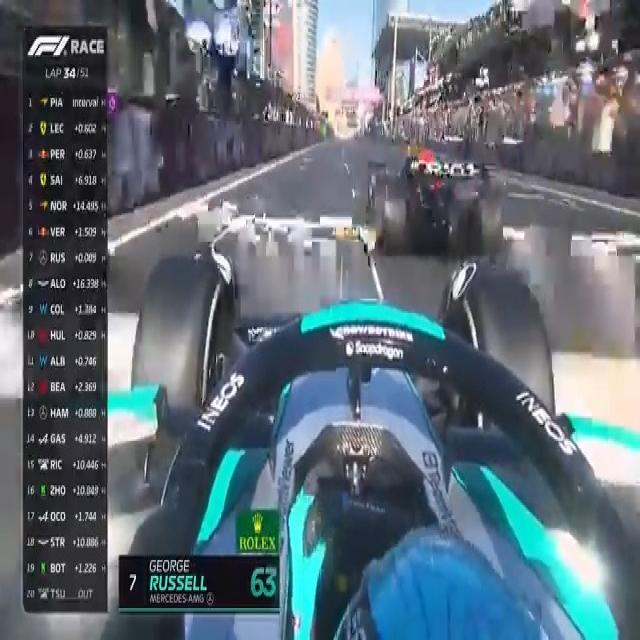 F1 RACE
LAP 34/51
1 PIA Interval H
2 LEC +0.602 H
3 PER +0.637 H
4 SAI +6.918 H
5 NOR +14.495 H
6 VER +1.509 H
7 RUS +0.009 H
8 ALO +16.338 H
9 COL +1.384 H
10 HUL +0.829 H
11 ALB +0.746 H
12 BEA +2.369 H
13 HAM +0.888 H
14 GAS +4.912 H
15 RIC +10.446 H
16 ZHO +10.849 H
17 OCO +1.744 H
18 STR +10.886 H
19 BOT +1.226 H
20 TSU OUT
CROWDSTRIKE
Snapdragon
INEOS
INEOS
ROLEX
7 GEORGE
RUSSELL 63
MERCEDES-AMG